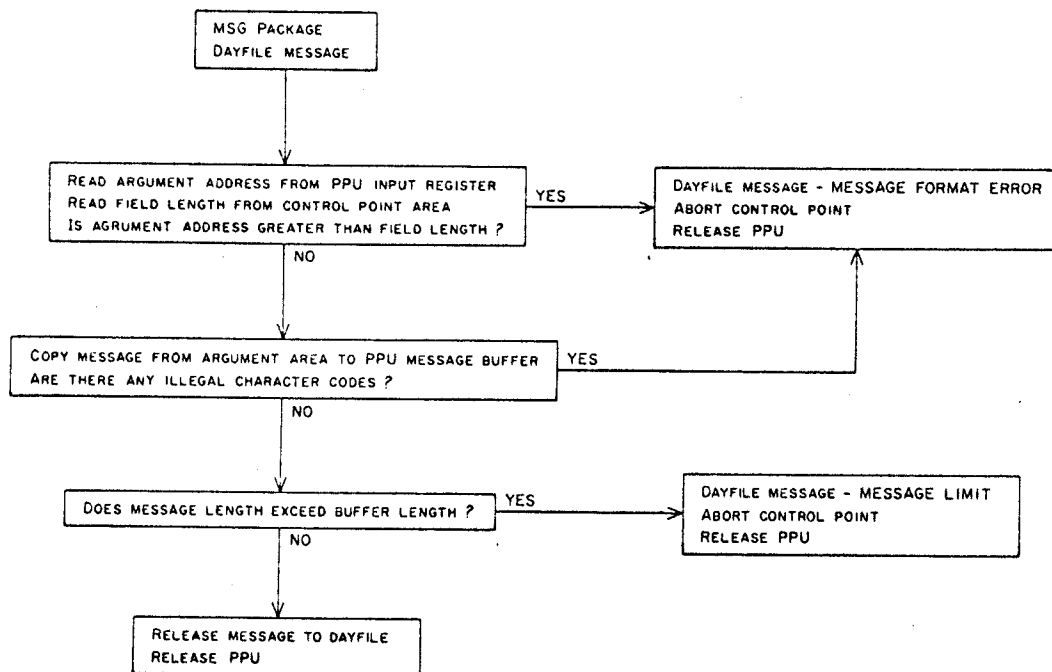 MSG PACKAGE
DAYFILE MESSAGE
READ ARGUMENT ADDRESS FROM PPU INPUT REGISTER
READ FIELD LENGTH FROM CONTROL POINT AREA
IS AGRUMENT ADDRESS GREATER THAN FIELD LENGTH ?
YES
DAYFILE MESSAGE - MESSAGE FORMAT ERROR
ABORT CONTROL POINT
RELEASE PPU
NO
COPY MESSAGE FROM ARGUMENT AREA TO PPU MESSAGE BUFFER
ARE THERE ANY ILLEGAL CHARACTER CODES ?
YES
NO
DOES MESSAGE LENGTH EXCEED BUFFER LENGTH ?
YES
DAYFILE MESSAGE - MESSAGE LIMIT
ABORT CONTROL POINT
RELEASE PPU
NO
RELEASE MESSAGE TO DAYFILE
RELEASE PPU